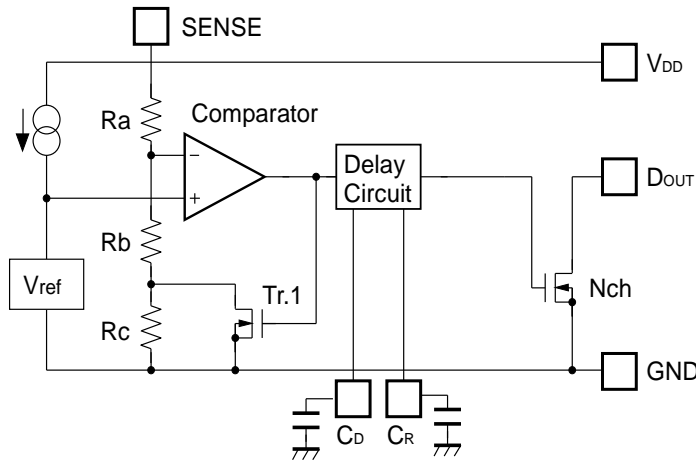 SENSE
VDD
Ra
Comparator
−
+
Delay
Circuit
DOUT
Rb
Vref
Tr.1
Nch
Rc
GND
CD
CR